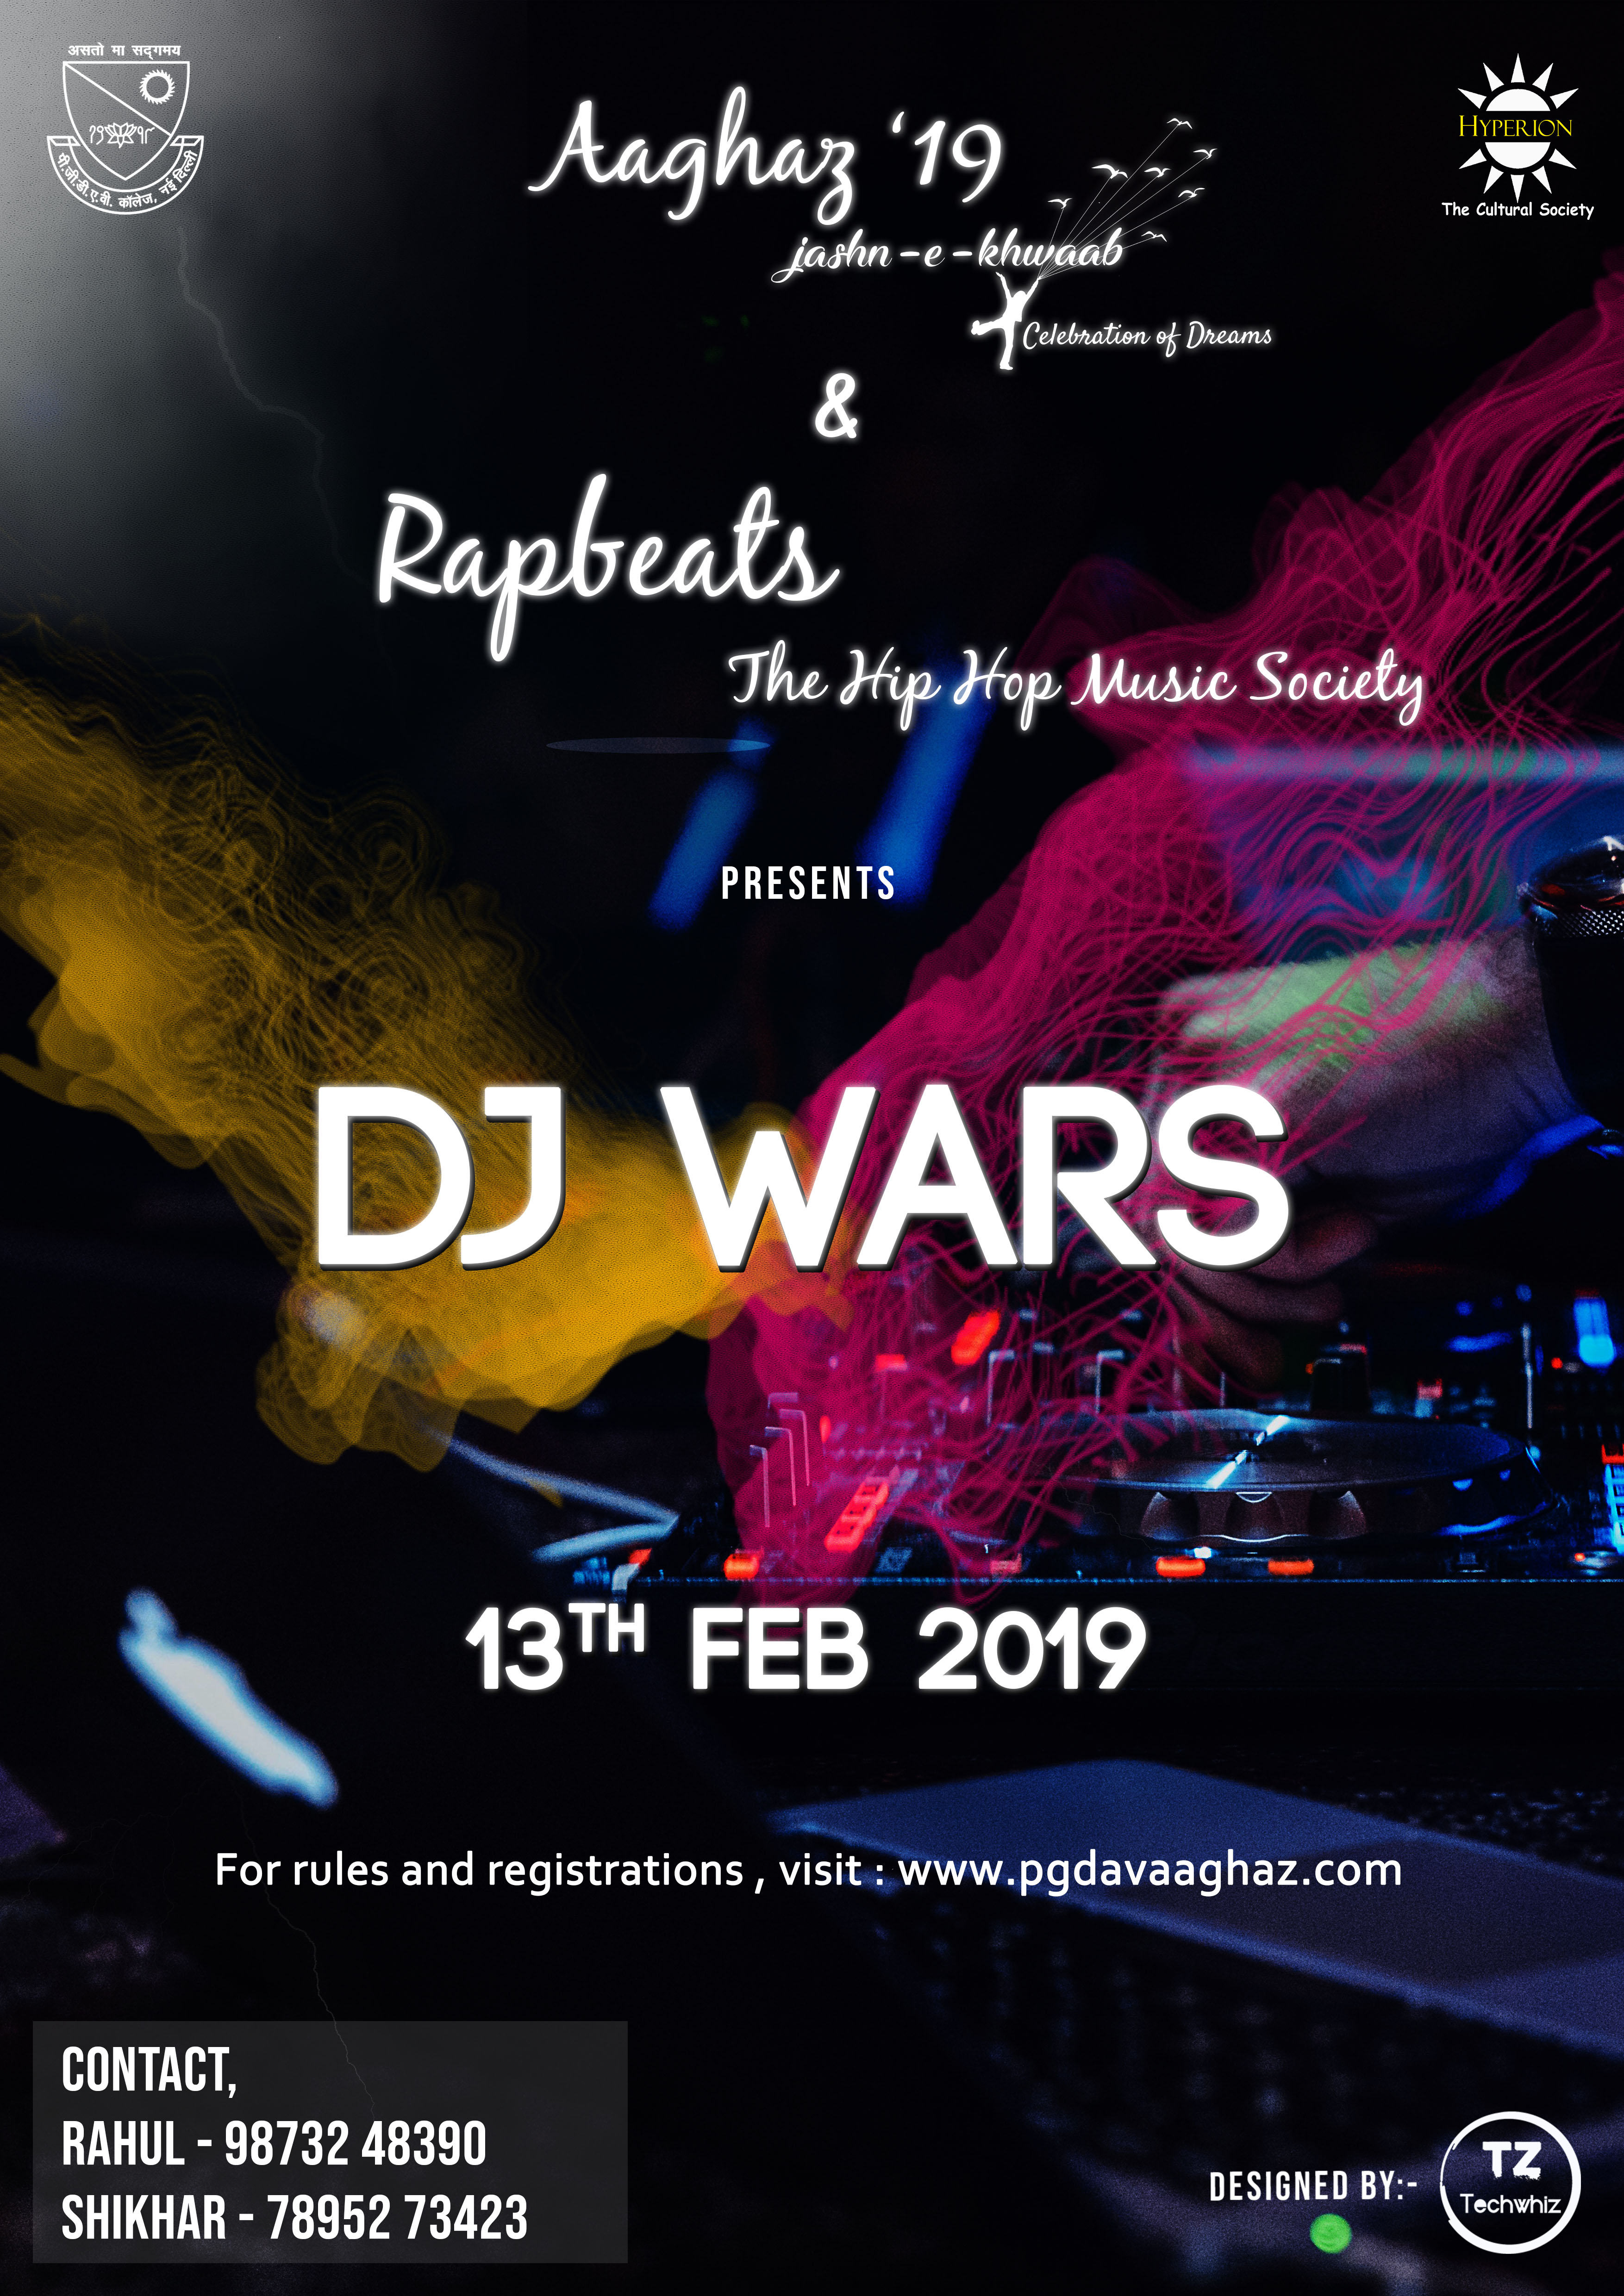 असतो मा सद्गमय
१९५८
पी.जी.डी.ए.वी. कॉलेज, नई दिल्ली
HYPERION
The Cultural Society
Aaghaz ‘19
jashn-e-khwaab
Celebration of Dreams
&
Rapbeats
The Hip Hop Music Society
PRESENTS
DJ WARS
13TH FEB 2019
For rules and registrations , visit : www.pgdavaaghaz.com
CONTACT,
RAHUL - 98732 48390
SHIKHAR - 78952 73423
DESIGNED BY:-
TZ
Techwhiz